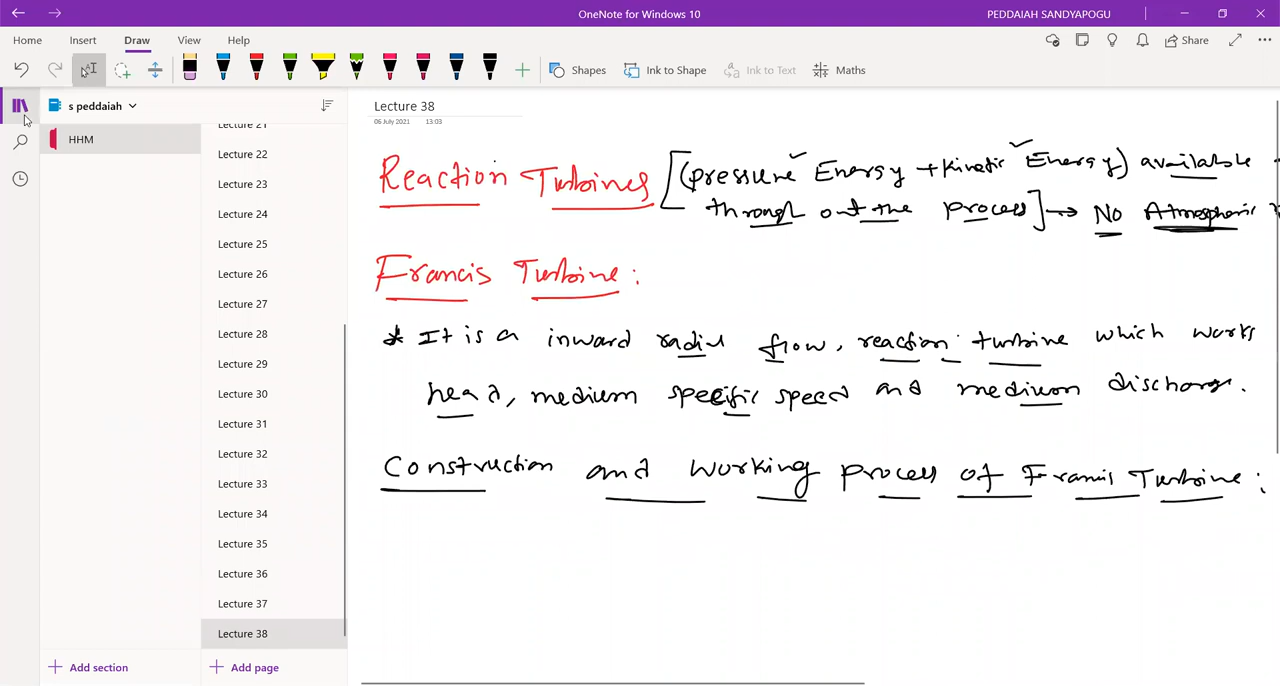 OneNote for Windows 10
PEDDAIAH SANDYAPOGU
Home
Insert
Draw
View
Help
Share
Shapes
Ink to Shape
Ink to Text
Maths
s peddaiah
HHM
Lecture 21
Lecture 22
Lecture 23
Lecture 24
Lecture 25
Lecture 26
Lecture 27
Lecture 28
Lecture 29
Lecture 30
Lecture 31
Lecture 32
Lecture 33
Lecture 34
Lecture 35
Lecture 36
Lecture 37
Lecture 38
Add section
Add page
Lecture 38
06 July 2021 13:03
Reaction Turbines [(pressure Energy + Kinetic Energy) available
through out the process] → No Atmospheric
Francis Turbine:
* It is a inward radial flow, reaction turbine which works
head, medium specific speed and medium discharge.
Construction and working process of Francis Turbine: